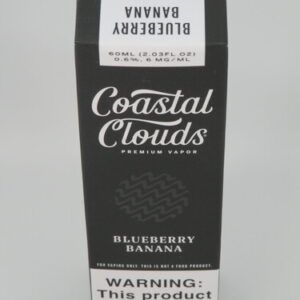 BLUEBERRY
BANANA
60ML (2.03FL.OZ)
0.6%, 6 MG/ML
Coastal
Clouds
PREMIUM VAPOR
BLUEBERRY
BANANA
FOR VAPING ONLY. THIS IS NOT A FOOD PRODUCT.
WARNING:
This product